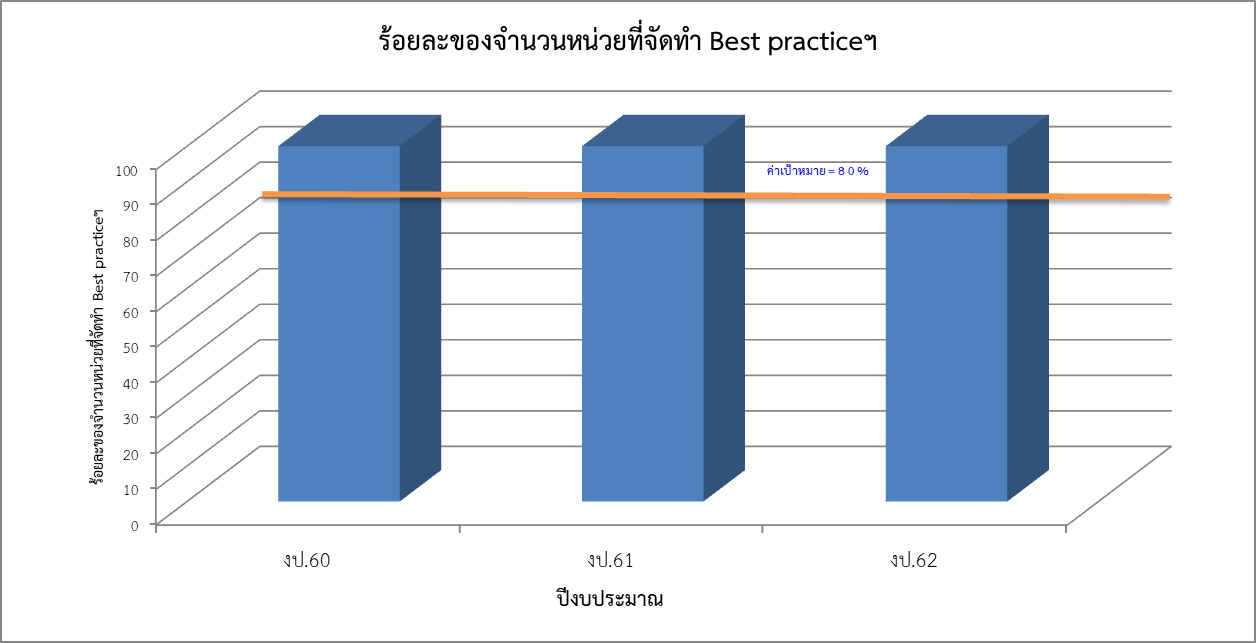 ร้อยละของจำนวนหน่วยที่จัดทำ Best practiceฯ
ค่าเป้าหมาย = 8 0 %
100
90
80
70
60
50
40
30
20
10
0
ร้อยละของจำนวนหน่วยที่จัดทำ Best practiceฯ
งป.60
งป.61
งป.62
ปีงบประมาณ